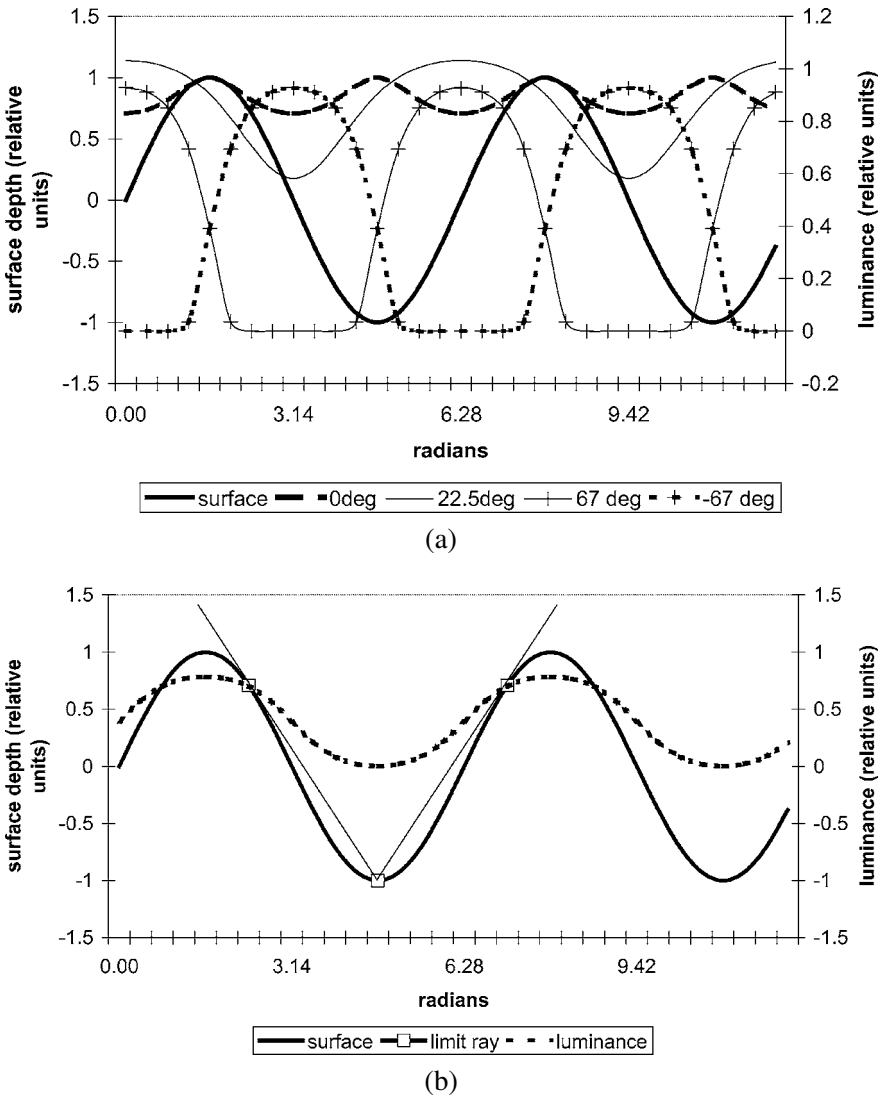 1.5
1
0.5
0
-0.5
-1
-1.5
surface depth (relative
units)
1.2
1
0.8
0.6
0.4
0.2
0
-0.2
luminance (relative units)
0.00 3.14 6.28 9.42
radians
surface 0deg 22.5deg 67 deg -67 deg
(a)
1.5
1
0.5
0
-0.5
-1
-1.5
surface depth (relative
units)
1.5
1
0.5
0
-0.5
-1
-1.5
luminance (relative units)
0.00 3.14 6.28 9.42
radians
surface limit ray luminance
(b)